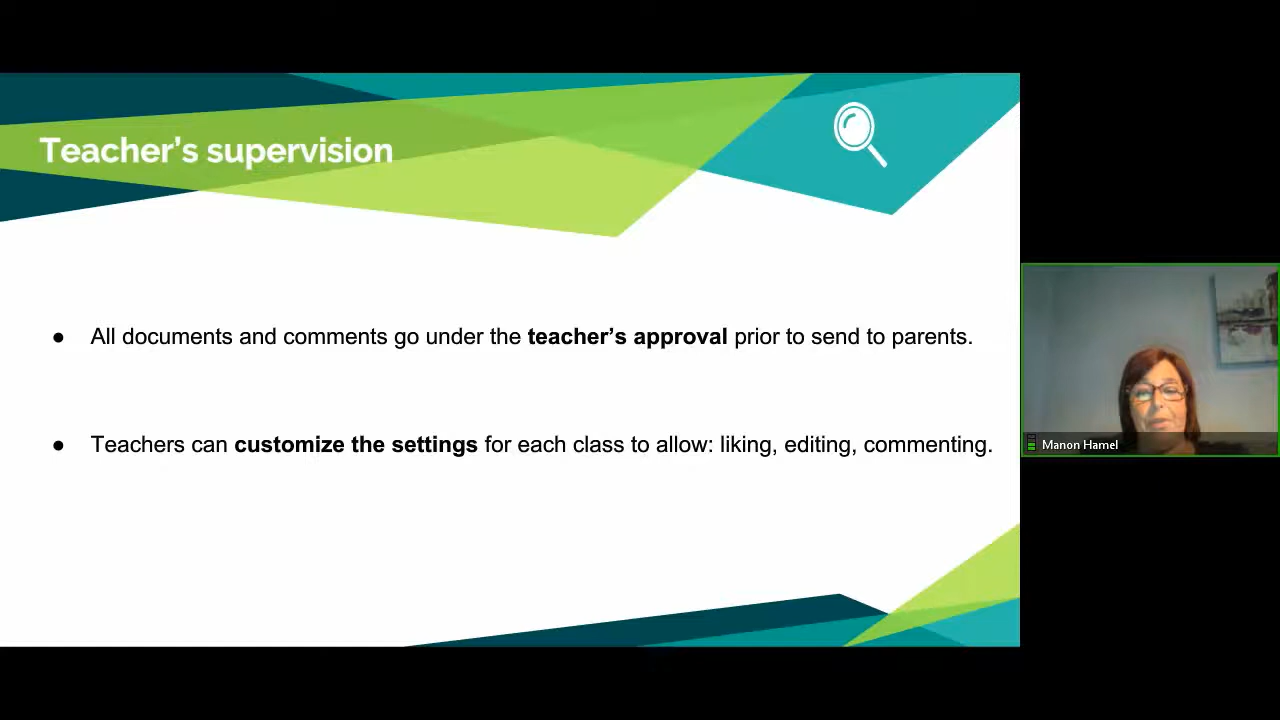 Teacher’s supervision
● All documents and comments go under the teacher’s approval prior to send to parents.
● Teachers can customize the settings for each class to allow: liking, editing, commenting.
Manon Hamel